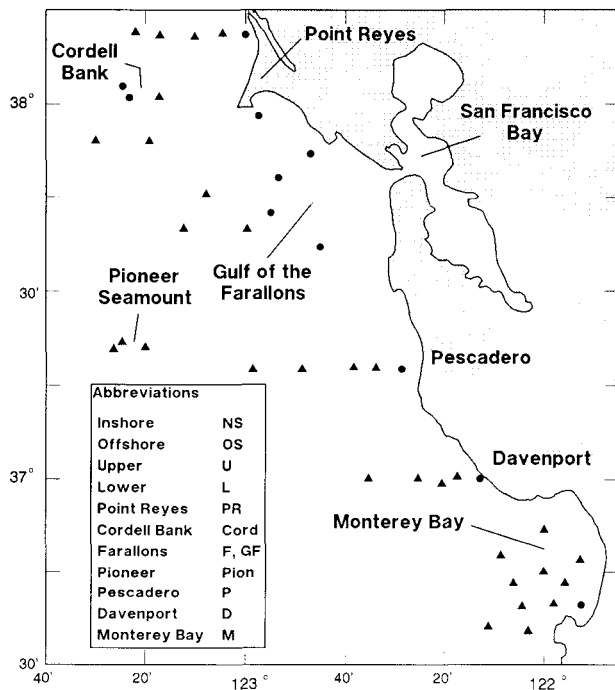 Point Reyes
Cordell
Bank
38°
San Francisco
Bay
Gulf of the
Farallons
Pioneer
Seamount
30'
Pescadero
Abbreviations
Inshore NS
Offshore OS
Upper U
Lower L
Point Reyes PR
Cordell Bank Cord
Farallons F, GF
Pioneer Pion
Pescadero P
Davenport D
Monterey Bay M
37°
Davenport
Monterey Bay
30'
40' 20' 123° 40' 20' 122°